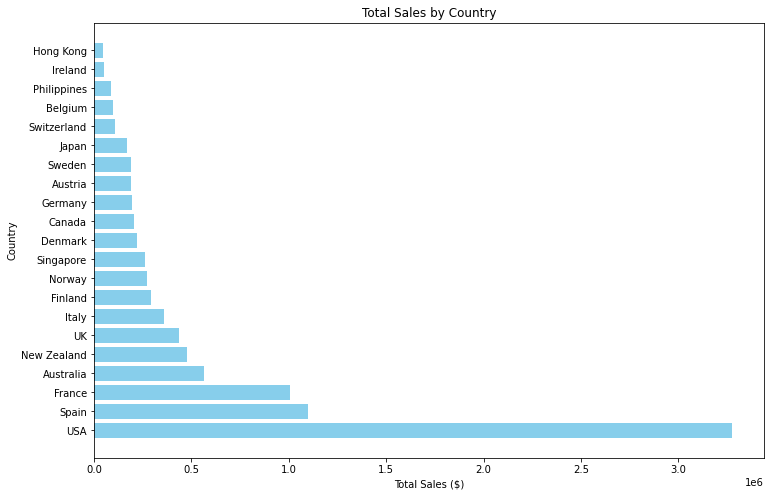 Total Sales by Country
Hong Kong
Ireland
Philippines
Belgium
Switzerland
Japan
Sweden
Austria
Germany
Canada
Denmark
Singapore
Norway
Finland
Italy
UK
New Zealand
Australia
France
Spain
USA
Country
0.0 0.5 1.0 1.5 2.0 2.5 3.0
1e6
Total Sales ($)